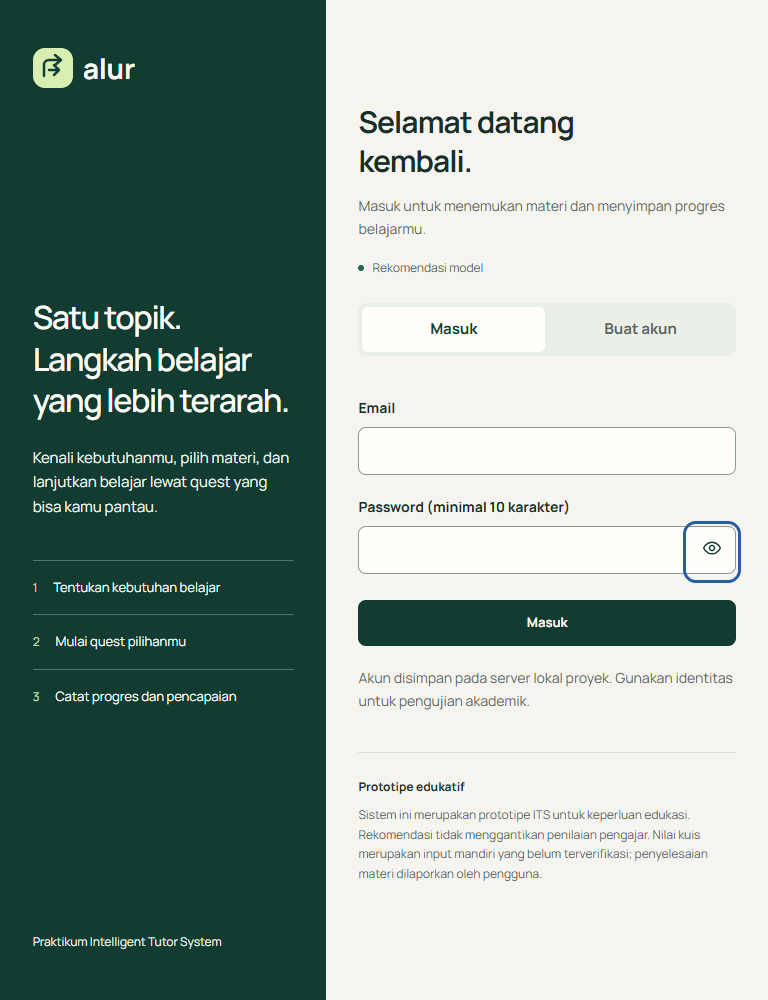 alur
Satu topik.
Langkah belajar
yang lebih terarah.
Kenali kebutuhanmu, pilih materi, dan
lanjutkan belajar lewat quest yang
bisa kamu pantau.
1 Tentukan kebutuhan belajar
2 Mulai quest pilihanmu
3 Catat progres dan pencapaian
Praktikum Intelligent Tutor System
Selamat datang
kembali.
Masuk untuk menemukan materi dan menyimpan progres
belajarmu.
Rekomendasi model
Masuk Buat akun
Email
Password (minimal 10 karakter)
Masuk
Akun disimpan pada server lokal proyek. Gunakan identitas
untuk pengujian akademik.
Prototipe edukatif
Sistem ini merupakan prototipe ITS untuk keperluan edukasi.
Rekomendasi tidak menggantikan penilaian pengajar. Nilai kuis
merupakan input mandiri yang belum terverifikasi; penyelesaian
materi dilaporkan oleh pengguna.